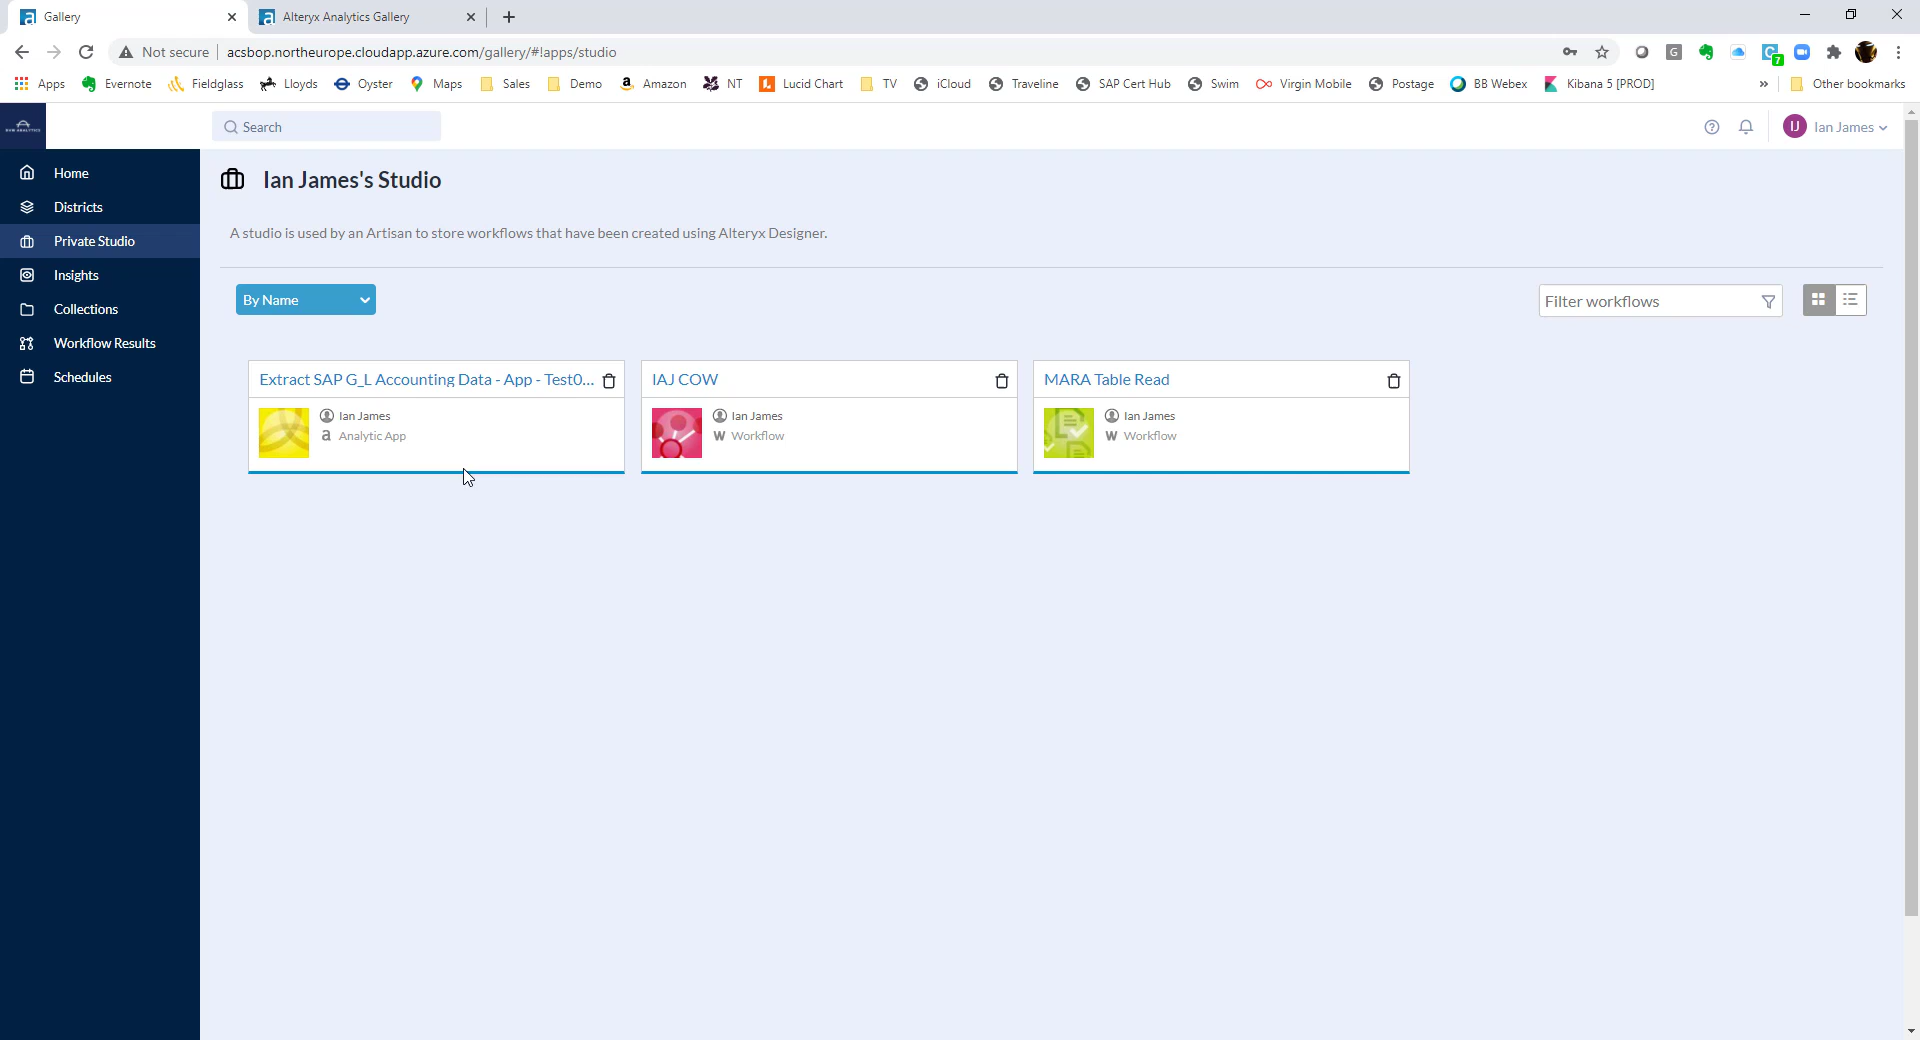 Gallery
Alteryx Analytics Gallery
Not secure
acsbop.northeurope.cloudapp.azure.com/gallery/#!apps/studio
G
7
Apps
Evernote
Fieldglass
Lloyds
Oyster
Maps
Sales
Demo
Amazon
NT
Lucid Chart
TV
iCloud
Traveline
SAP Cert Hub
Swim
Virgin Mobile
Postage
BB Webex
Kibana 5 [PROD]
»
Other bookmarks
Search
IJ
Ian James
Home
Districts
Private Studio
Insights
Collections
Workflow Results
Schedules
Ian James's Studio
A studio is used by an Artisan to store workflows that have been created using Alteryx Designer.
By Name
Filter workflows
Extract SAP G_L Accounting Data - App - Test0...
Ian James
a Analytic App
IAJ COW
Ian James
W Workflow
MARA Table Read
Ian James
W Workflow